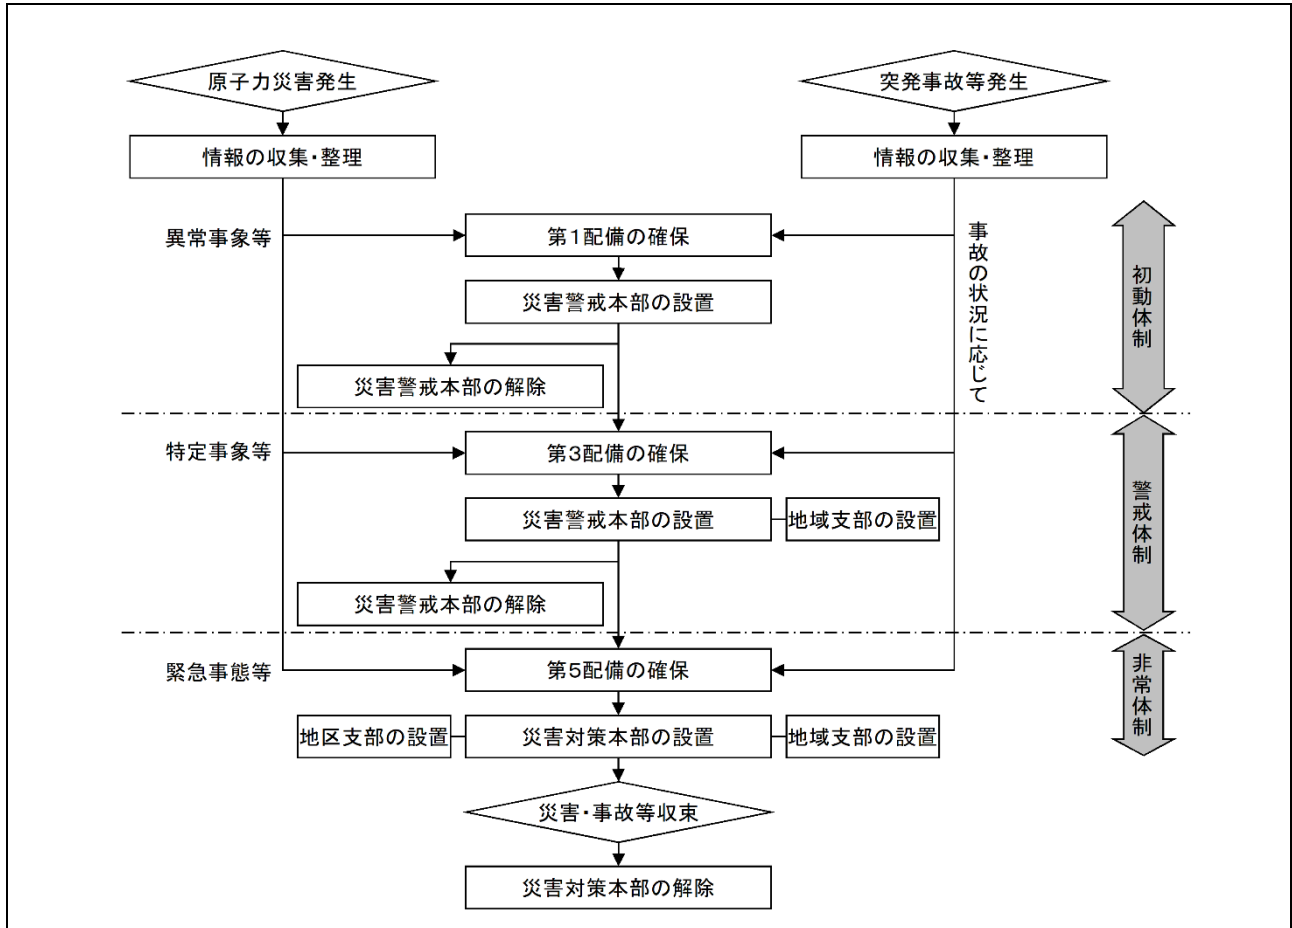 原子力災害発生
突発事故等発生
情報の収集・整理
情報の収集・整理
異常事象等
第1配備の確保
事故の状況に応じて
初動体制
災害警戒本部の設置
災害警戒本部の解除
特定事象等
第3配備の確保
警戒体制
災害警戒本部の設置
地域支部の設置
災害警戒本部の解除
緊急事態等
第5配備の確保
非常体制
地区支部の設置
災害対策本部の設置
地域支部の設置
災害・事故等収束
災害対策本部の解除